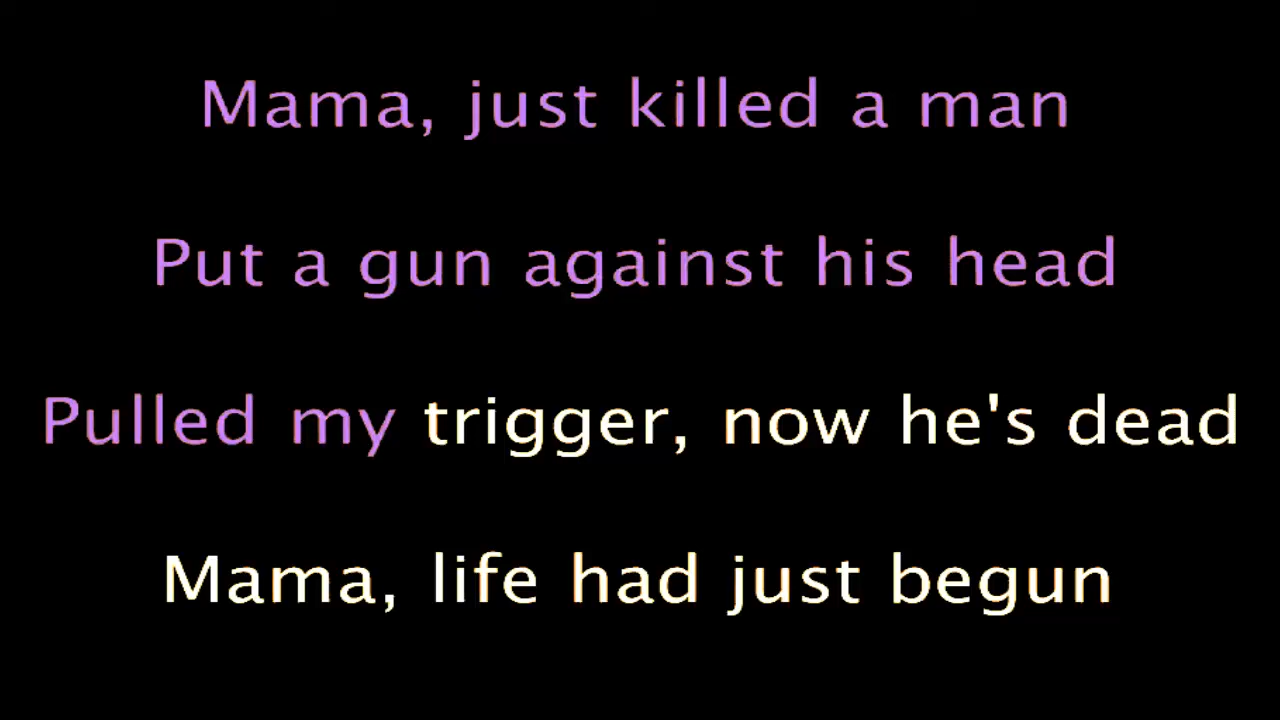 Mama, just killed a man
Put a gun against his head
Pulled my trigger, now he's dead
Mama, life had just begun